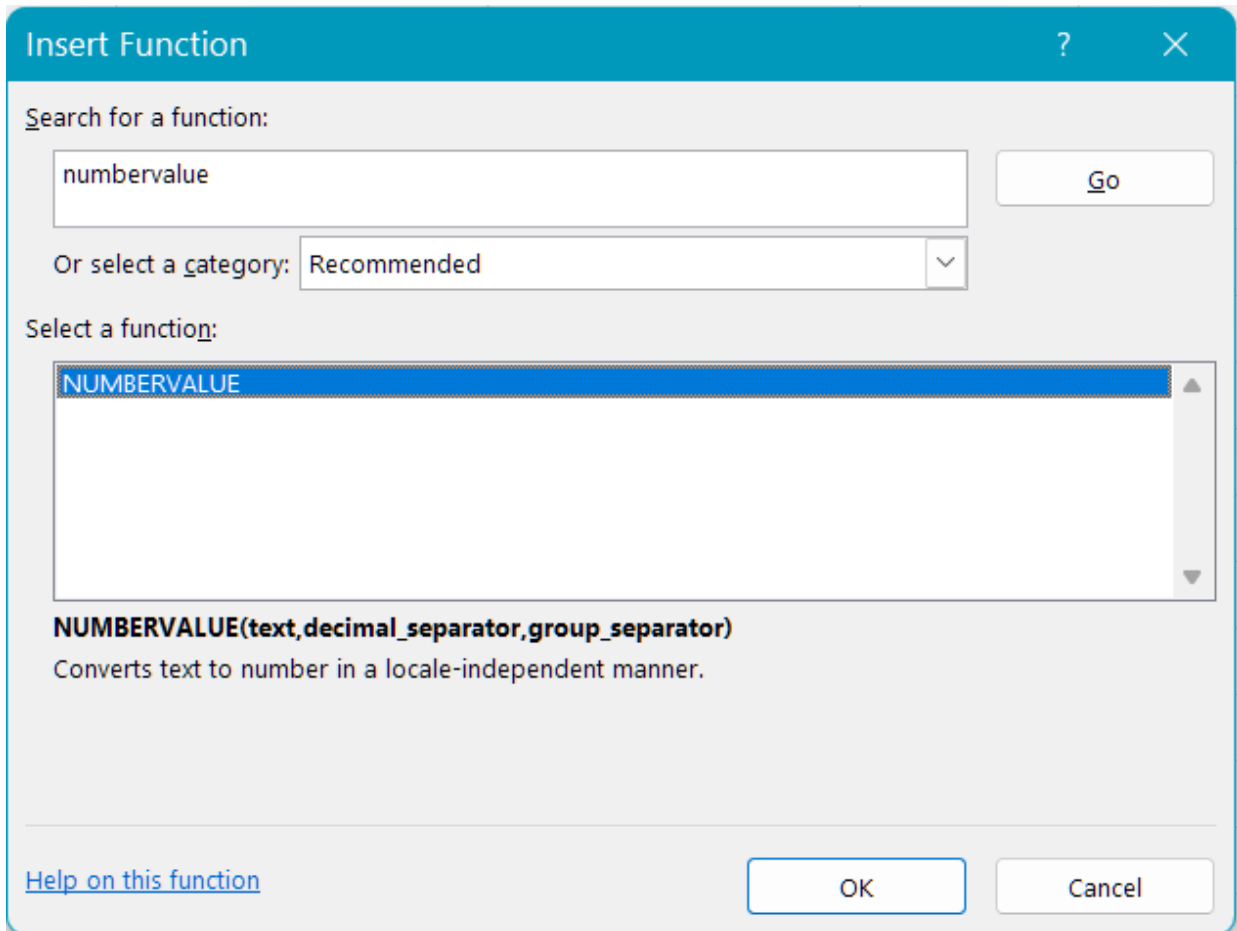 Insert Function
?
Search for a function:
numbervalue
Go
Or select a category: Recommended
Select a function:
NUMBERVALUE
NUMBERVALUE(text,decimal_separator,group_separator)
Converts text to number in a locale-independent manner.
Help on this function
OK
Cancel